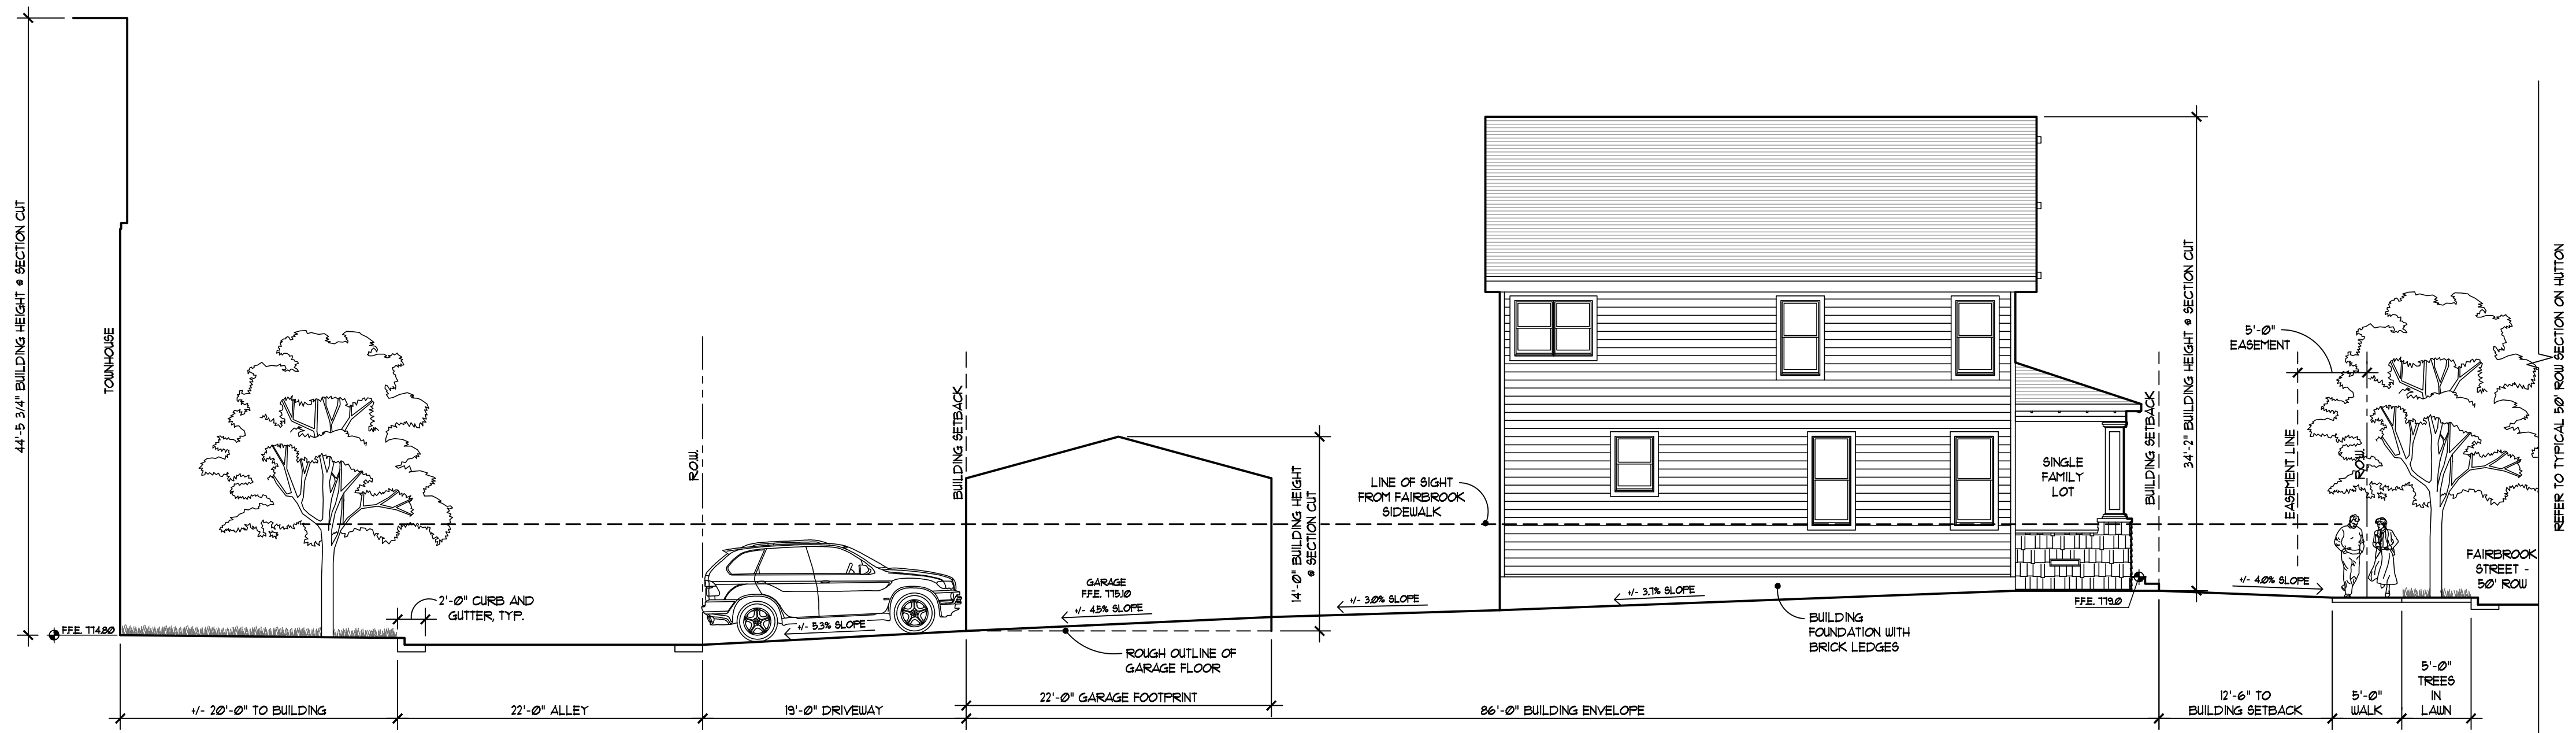 44'-5 3/4" BUILDING HEIGHT @ SECTION CUT
TOWNHOUSE
F.F.E. 774.80
2'-0" CURB AND
GUTTER, TYP.
R.O.W.
+/- 5.3% SLOPE
BUILDING SETBACK
GARAGE
F.F.E. 775.10
+/- 4.5% SLOPE
ROUGH OUTLINE OF
GARAGE FLOOR
14'-0" BUILDING HEIGHT
@ SECTION CUT
+/- 3.0% SLOPE
LINE OF SIGHT
FROM FAIRBROOK
SIDEWALK
+/- 3.7% SLOPE
BUILDING
FOUNDATION WITH
BRICK LEDGES
SINGLE
FAMILY
LOT
F.F.E. 779.0
BUILDING SETBACK
34'-2" BUILDING HEIGHT @ SECTION CUT
5'-0"
EASEMENT
EASEMENT LINE
R.O.W.
+/- 4.0% SLOPE
FAIRBROOK
STREET -
50' ROW
REFER TO TYPICAL 50' ROW SECTION ON HUTTON
+/- 20'-0" TO BUILDING
22'-0" ALLEY
19'-0" DRIVEWAY
22'-0" GARAGE FOOTPRINT
86'-0" BUILDING ENVELOPE
12'-6" TO
BUILDING SETBACK
5'-0"
WALK
5'-0"
TREES
IN
LAWN